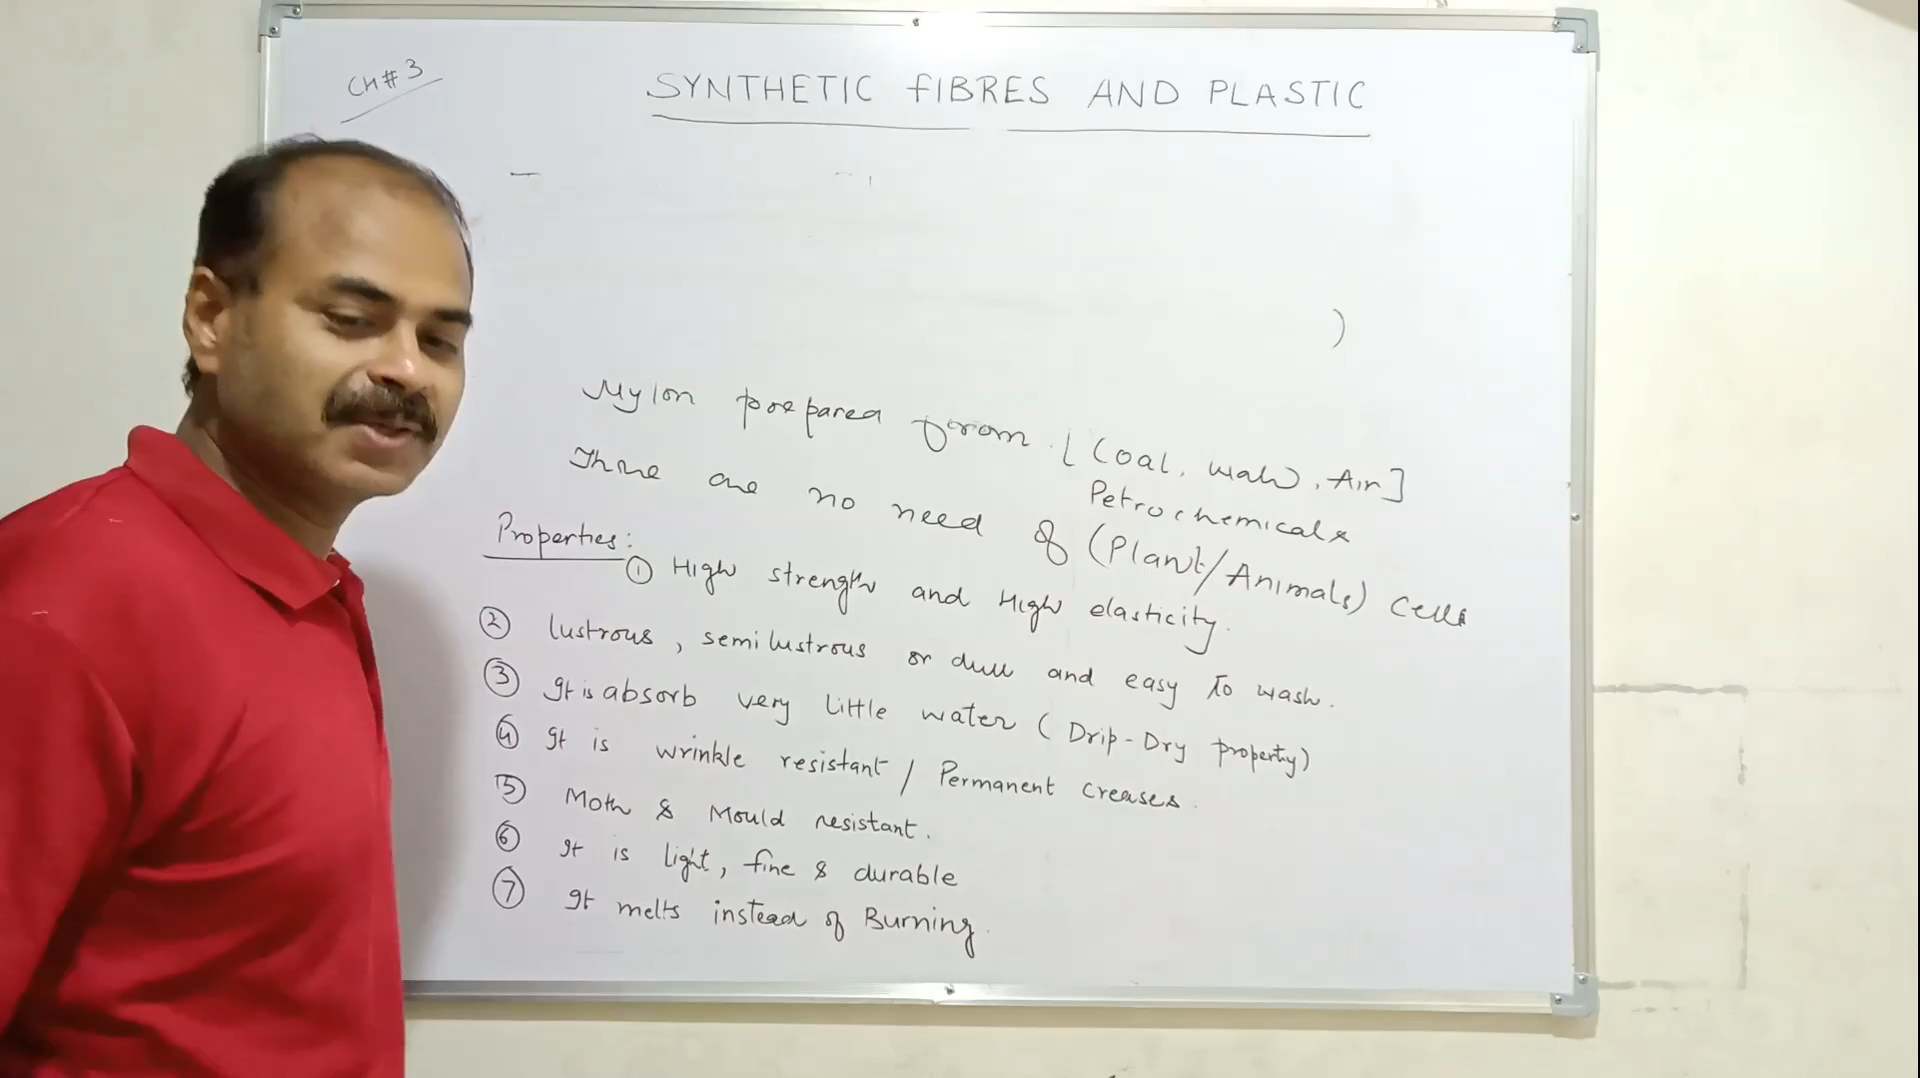 CH#3
SYNTHETIC FIBRES AND PLASTIC
)
Nylon prepared from [Coal, water, Air]
Petrochemicals
There are no need of (Plant/Animals) cells
Properties:
① High strength and High elasticity.
② lustrous, semilustrous or dull and easy to wash.
③ It is absorb very little water (Drip-Dry property)
④ It is wrinkle resistant / Permanent creases.
⑤ Moth & Mould resistant.
⑥ It is light, fine & durable
⑦ It melts instead of Burning.